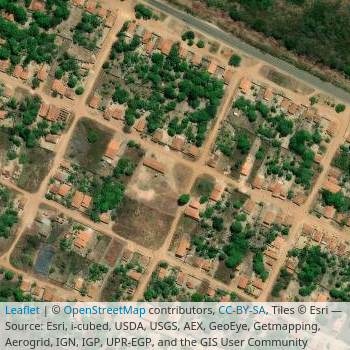 Leaflet | © OpenStreetMap contributors, CC-BY-SA, Tiles © Esri —
Source: Esri, i-cubed, USDA, USGS, AEX, GeoEye, Getmapping,
Aerogrid, IGN, IGP, UPR-EGP, and the GIS User Community